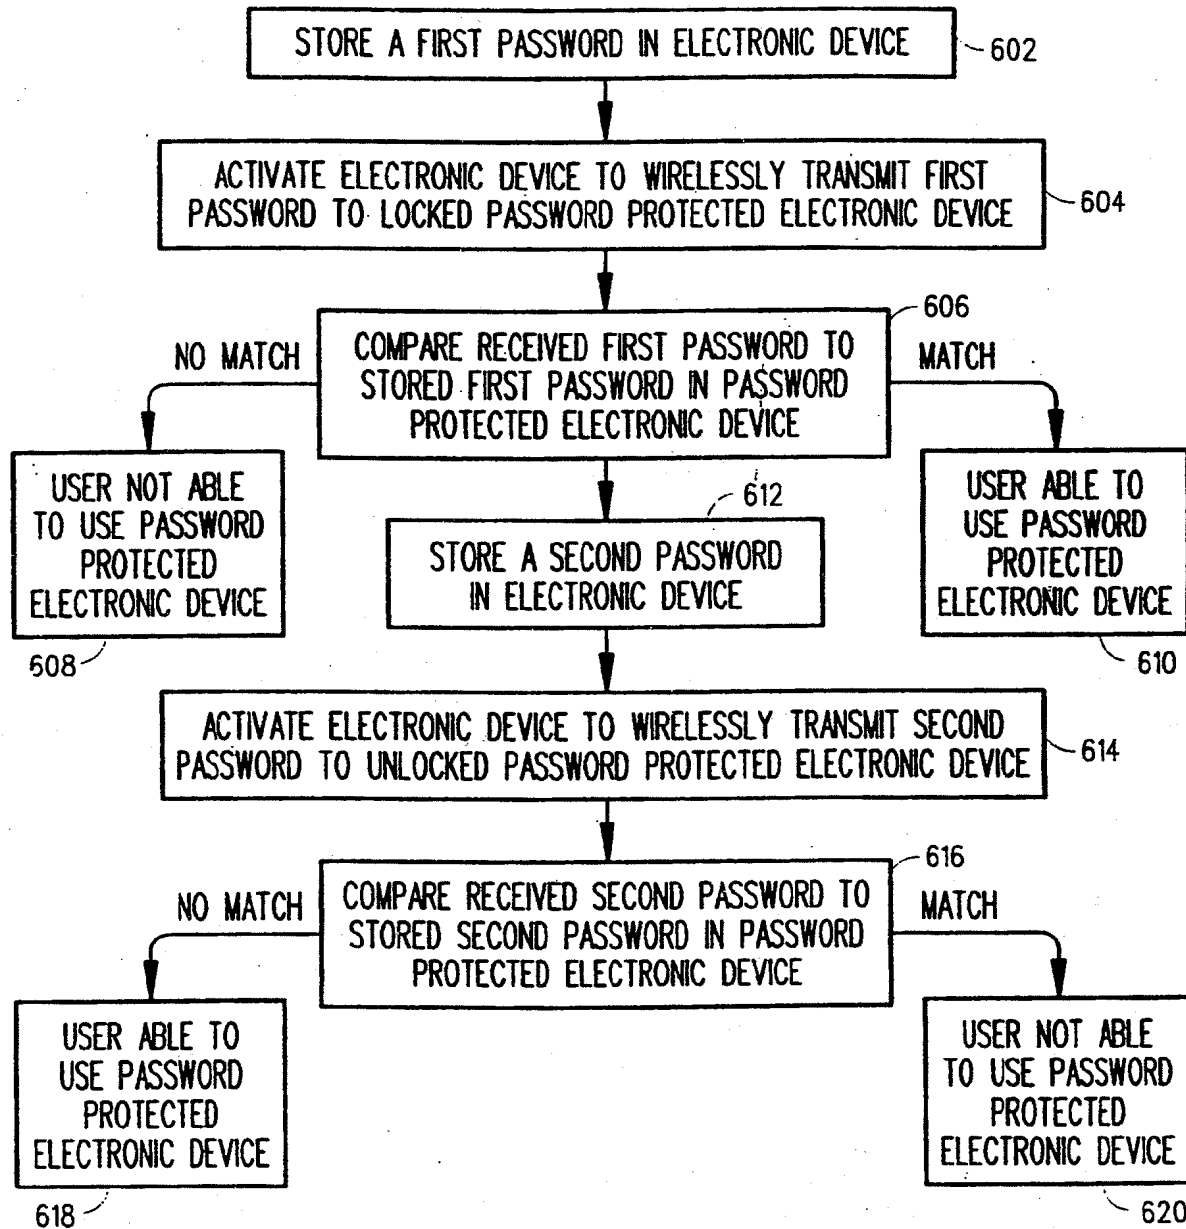 STORE A FIRST PASSWORD IN ELECTRONIC DEVICE
602
ACTIVATE ELECTRONIC DEVICE TO WIRELESSLY TRANSMIT FIRST
PASSWORD TO LOCKED PASSWORD PROTECTED ELECTRONIC DEVICE
604
606
NO MATCH
COMPARE RECEIVED FIRST PASSWORD TO
STORED FIRST PASSWORD IN PASSWORD
PROTECTED ELECTRONIC DEVICE
MATCH
USER NOT ABLE
TO USE PASSWORD
PROTECTED
ELECTRONIC DEVICE
608
612
STORE A SECOND PASSWORD
IN ELECTRONIC DEVICE
USER ABLE TO
USE PASSWORD
PROTECTED
ELECTRONIC DEVICE
610
ACTIVATE ELECTRONIC DEVICE TO WIRELESSLY TRANSMIT SECOND
PASSWORD TO UNLOCKED PASSWORD PROTECTED ELECTRONIC DEVICE
614
616
NO MATCH
COMPARE RECEIVED SECOND PASSWORD TO
STORED SECOND PASSWORD IN PASSWORD
PROTECTED ELECTRONIC DEVICE
MATCH
USER ABLE TO
USE PASSWORD
PROTECTED
ELECTRONIC DEVICE
618
USER NOT ABLE
TO USE PASSWORD
PROTECTED
ELECTRONIC DEVICE
620